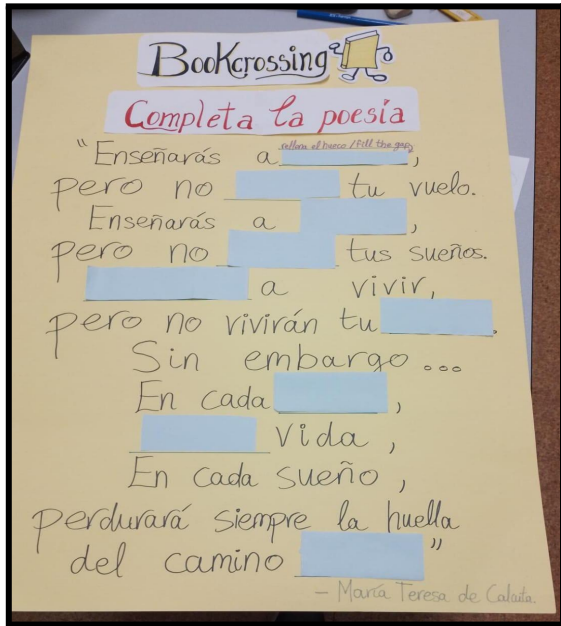 BooKcrossing
Completa la poesía
rellena el hueco / Fill the gap
"Enseñarás a ,
pero no tu vuelo.
Enseñarás a ,
pero no tus sueños.
a vivir,
pero no vivirán tu .
Sin embargo...
En cada ,
Vida ,
En cada sueño ,
perdurará siempre la huella
del camino "
- María Teresa de Calcuta.